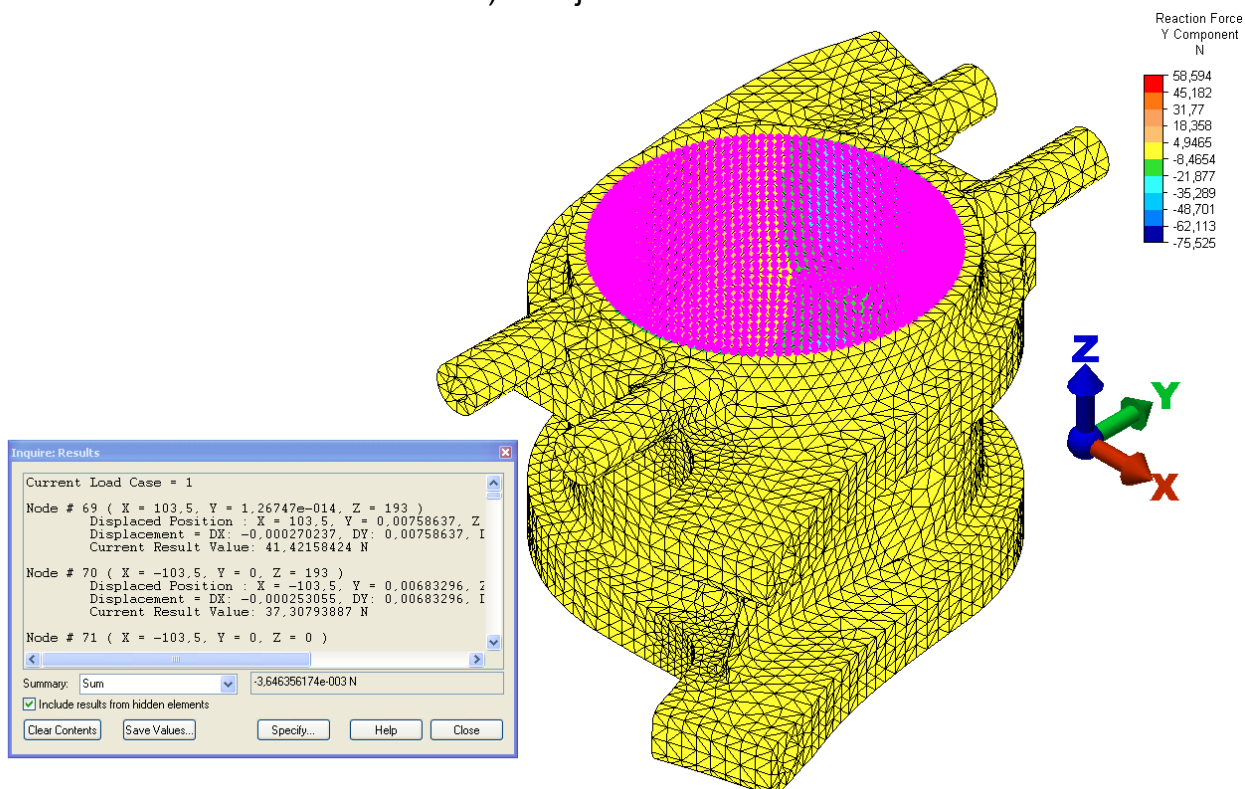 Reaction Force
Y Component
N
58,594
45,182
31,77
18,358
4,9465
-8,4654
-21,877
-35,289
-48,701
-62,113
-75,525
Z
Y
X
Inquire: Results
Current Load Case = 1
Node # 69 ( X = 103,5, Y = 1,26747e-014, Z = 193 )
Displaced Position : X = 103,5, Y = 0,00758637, Z
Displacement = DX: -0,000270237, DY: 0,00758637, 
Current Result Value: 41,42158424 N
Node # 70 ( X = -103,5, Y = 0, Z = 193 )
Displaced Position : X = -103,5, Y = 0,00683296, Z
Displacement = DX: -0,000253055, DY: 0,00683296, 
Current Result Value: 37,30793887 N
Node # 71 ( X = -103,5, Y = 0, Z = 0 )
Summary: Sum -3,646356174e-003 N
Include results from hidden elements
Clear Contents Save Values... Specify... Help Close